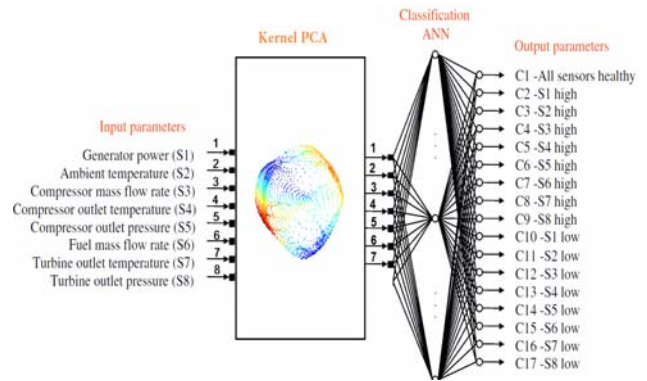 Classification
ANN
Kernel PCA
Output parameters
Input parameters
1
Generator power (S1)
2
Ambient temperature (S2)
3
Compressor mass flow rate (S3)
4
Compressor outlet temperature (S4)
5
Compressor outlet pressure (S5)
6
Fuel mass flow rate (S6)
7
Turbine outlet temperature (S7)
8
Turbine outlet pressure (S8)
1
2
3
4
5
6
7
C1 -All sensors healthy
C2 -S1 high
C3 -S2 high
C4 -S3 high
C5 -S4 high
C6 -S5 high
C7 -S6 high
C8 -S7 high
C9 -S8 high
C10 -S1 low
C11 -S2 low
C12 -S3 low
C13 -S4 low
C14 -S5 low
C15 -S6 low
C16 -S7 low
C17 -S8 low